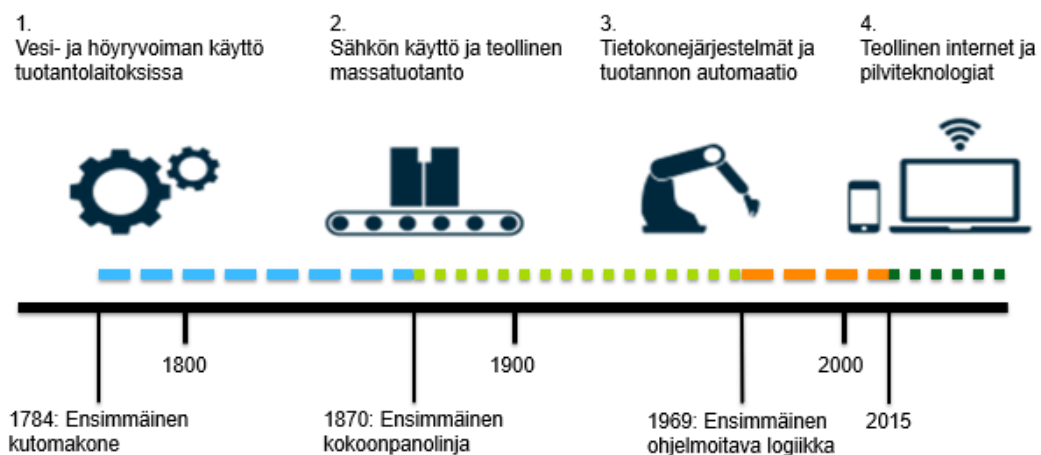 1.
Vesi- ja höyryvoiman käyttö
tuotantolaitoksissa
2.
Sähkön käyttö ja teollinen
massatuotanto
3.
Tietokonejärjestelmät ja
tuotannon automaatio
4.
Teollinen internet ja
pilviteknologiat
1800
1900
2000
1784: Ensimmäinen
kutomakone
1870: Ensimmäinen
kokoonpanolinja
1969: Ensimmäinen
ohjelmoitava logiikka
2015